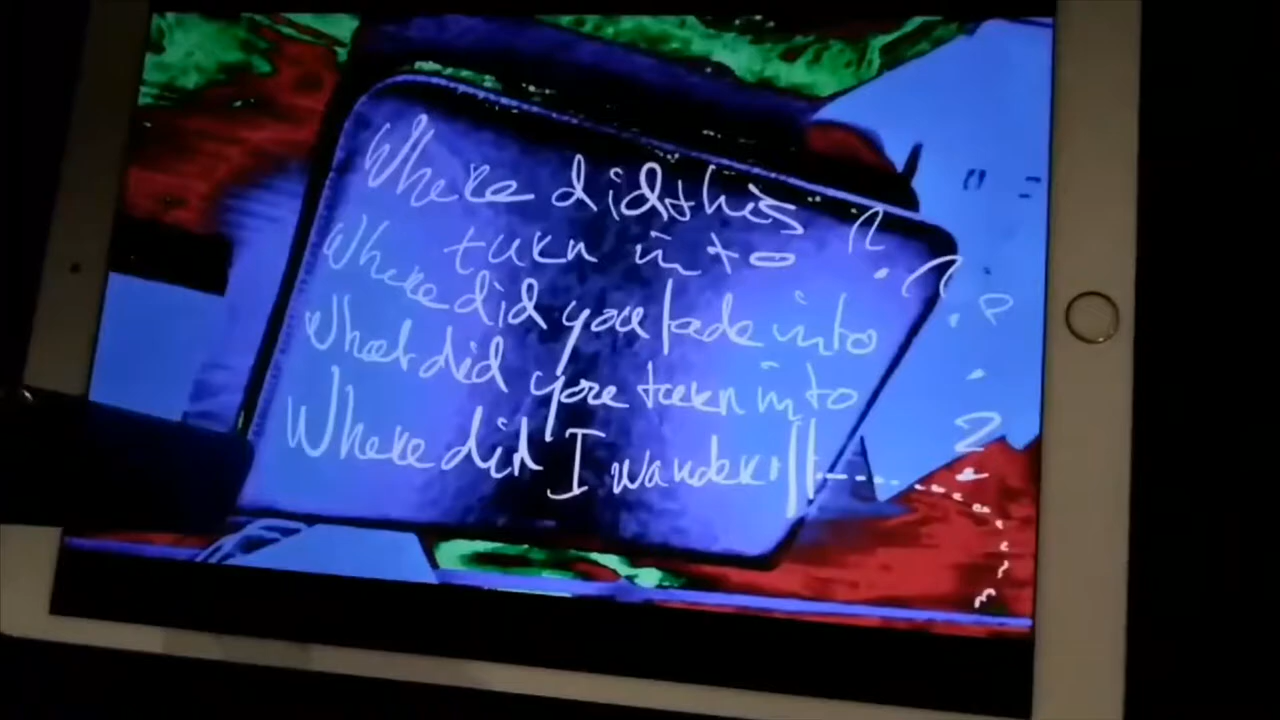 Where did this
turn into ?
Where did you fade into ?
What did you turn into ?
Where did I wander!! ?